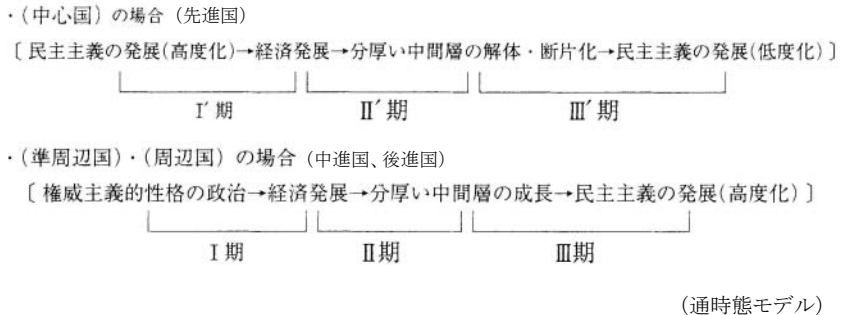 ・(中心国)の場合(先進国)
〔民主主義の発展(高度化)→経済発展→分厚い中間層の解体・断片化→民主主義の発展(低度化)〕
Ⅰ′期 Ⅱ′期 Ⅲ′期
・(準周辺国)・(周辺国)の場合(中進国、後進国)
〔権威主義的性格の政治→経済発展→分厚い中間層の成長→民主主義の発展(高度化)〕
Ⅰ期 Ⅱ期 Ⅲ期
(通時態モデル)